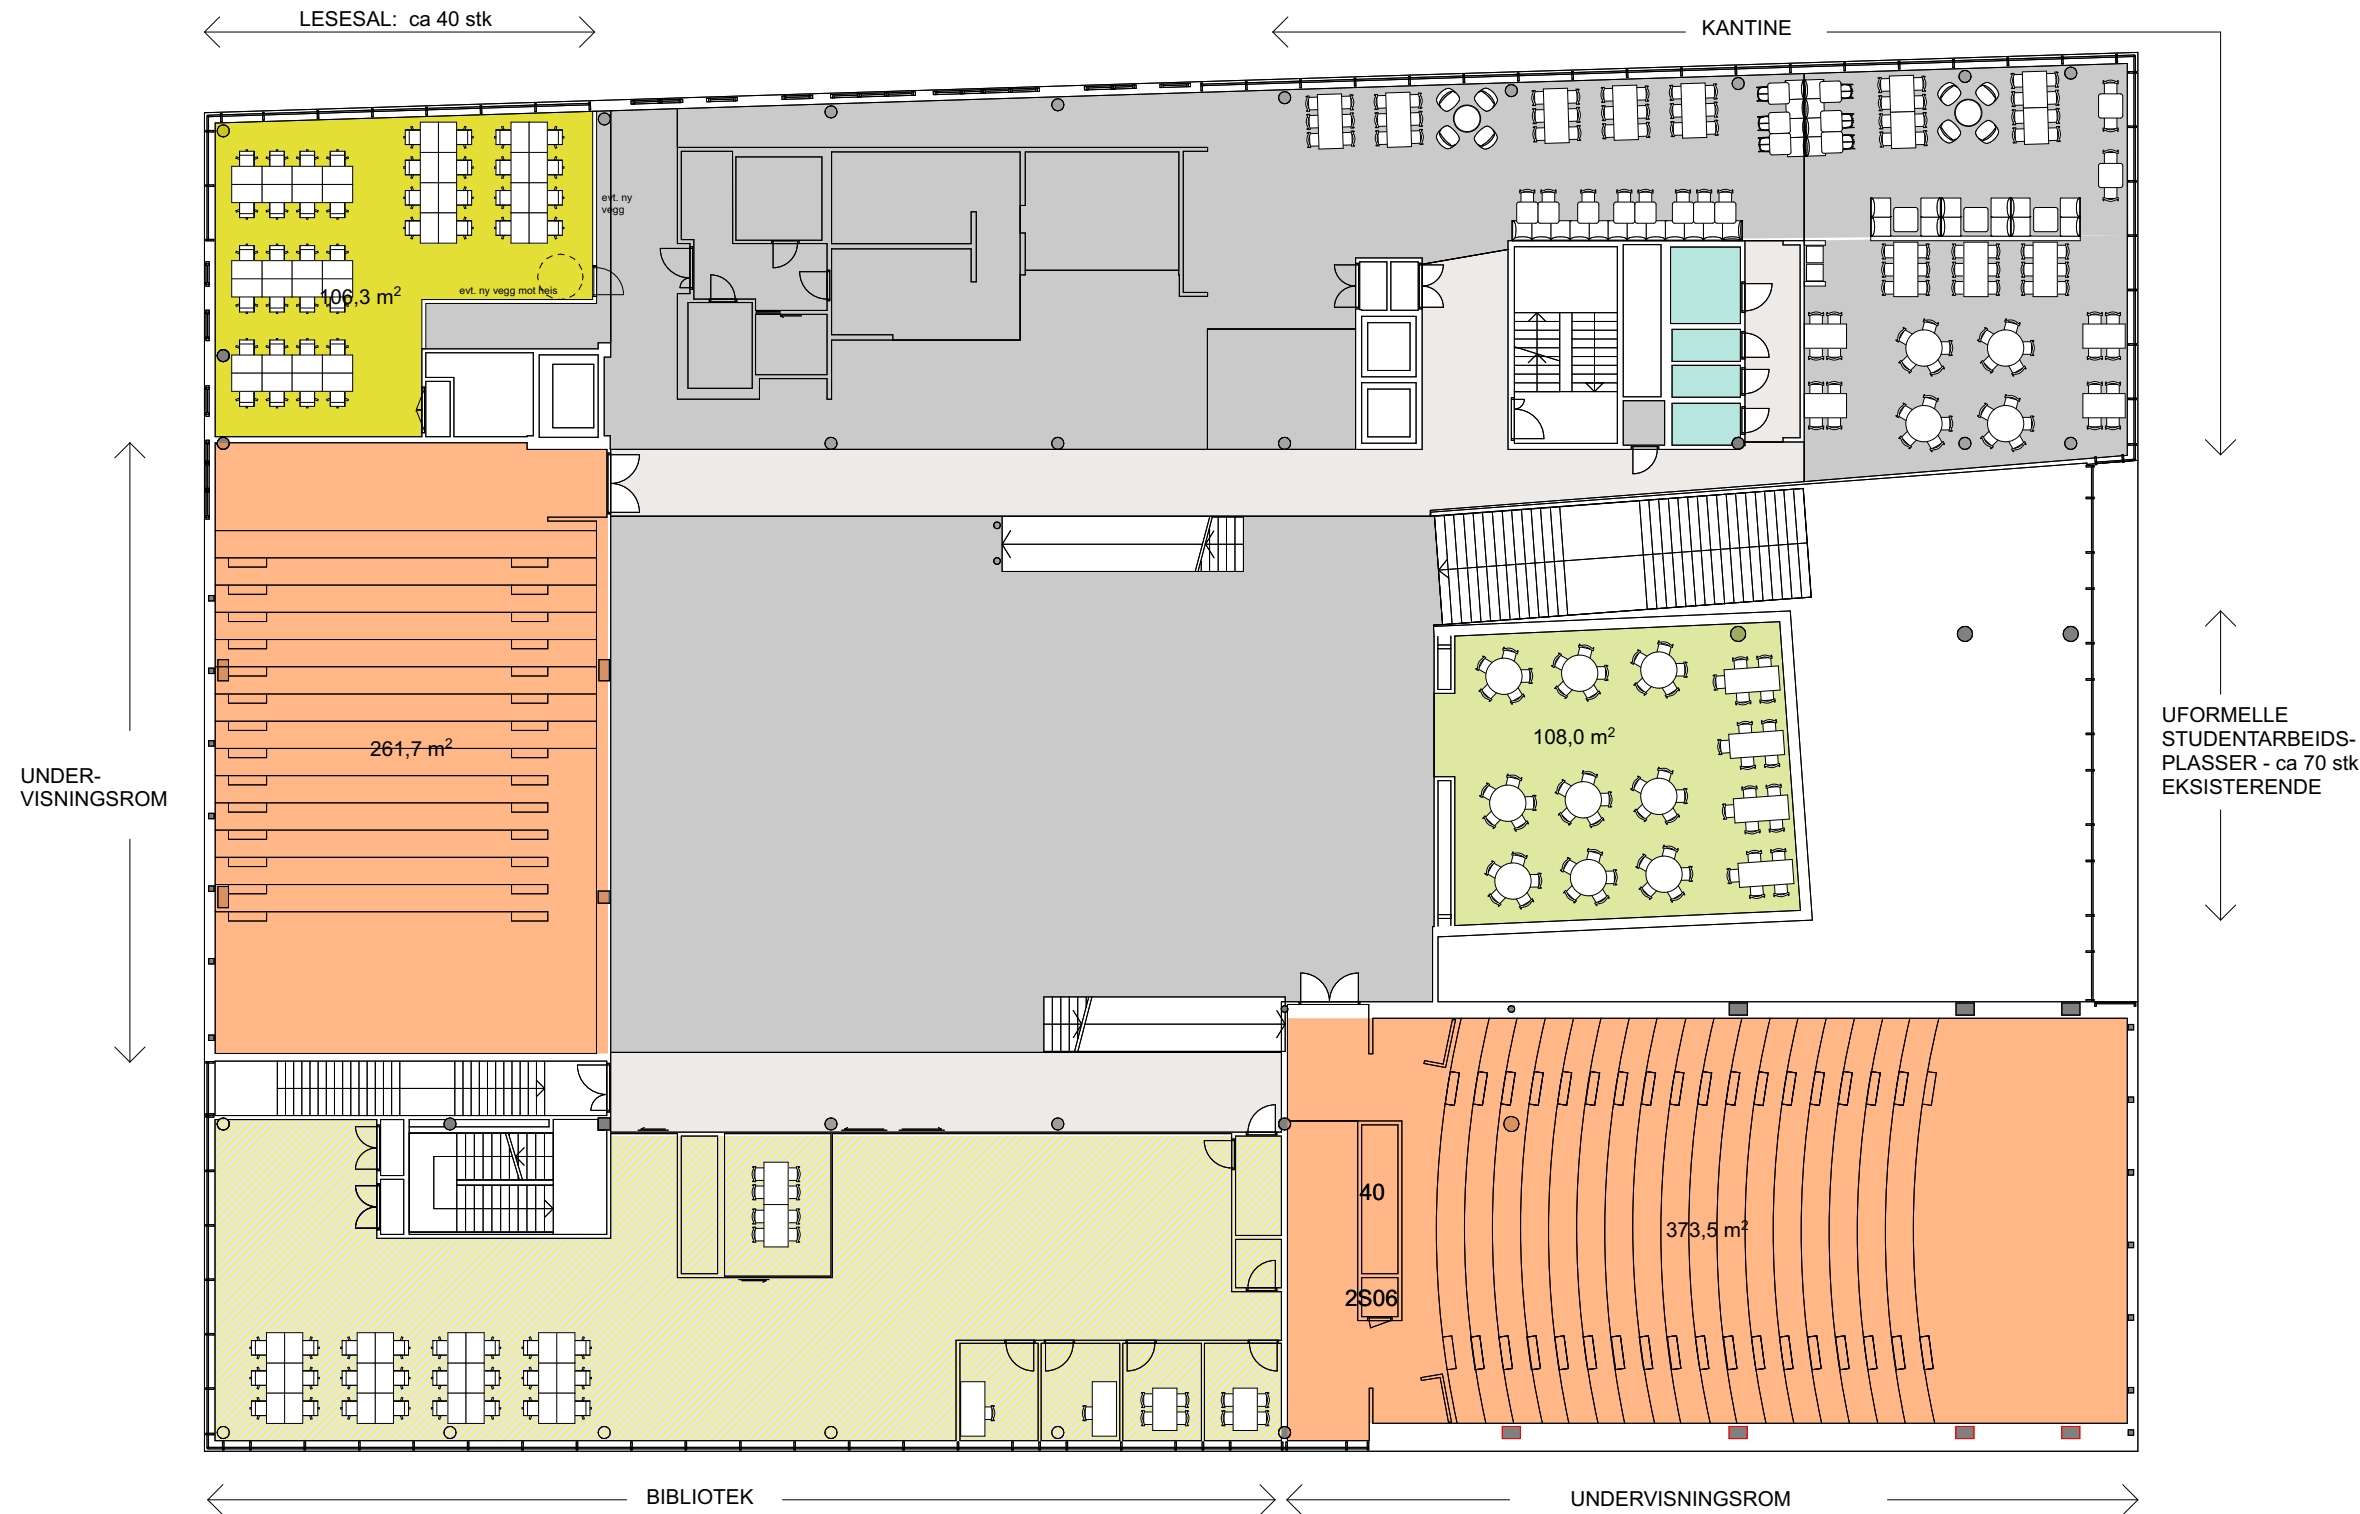 LESESAL: ca 40 stk
KANTINE
evt. ny
vegg
evt. ny vegg mot heis
106,3 m²
UNDER-
VISNINGSROM
261,7 m²
108,0 m²
UFORMELLE
STUDENTARBEIDS-
PLASSER - ca 70 stk
EKSISTERENDE
40
373,5 m²
2S06
BIBLIOTEK
UNDERVISNINGSROM